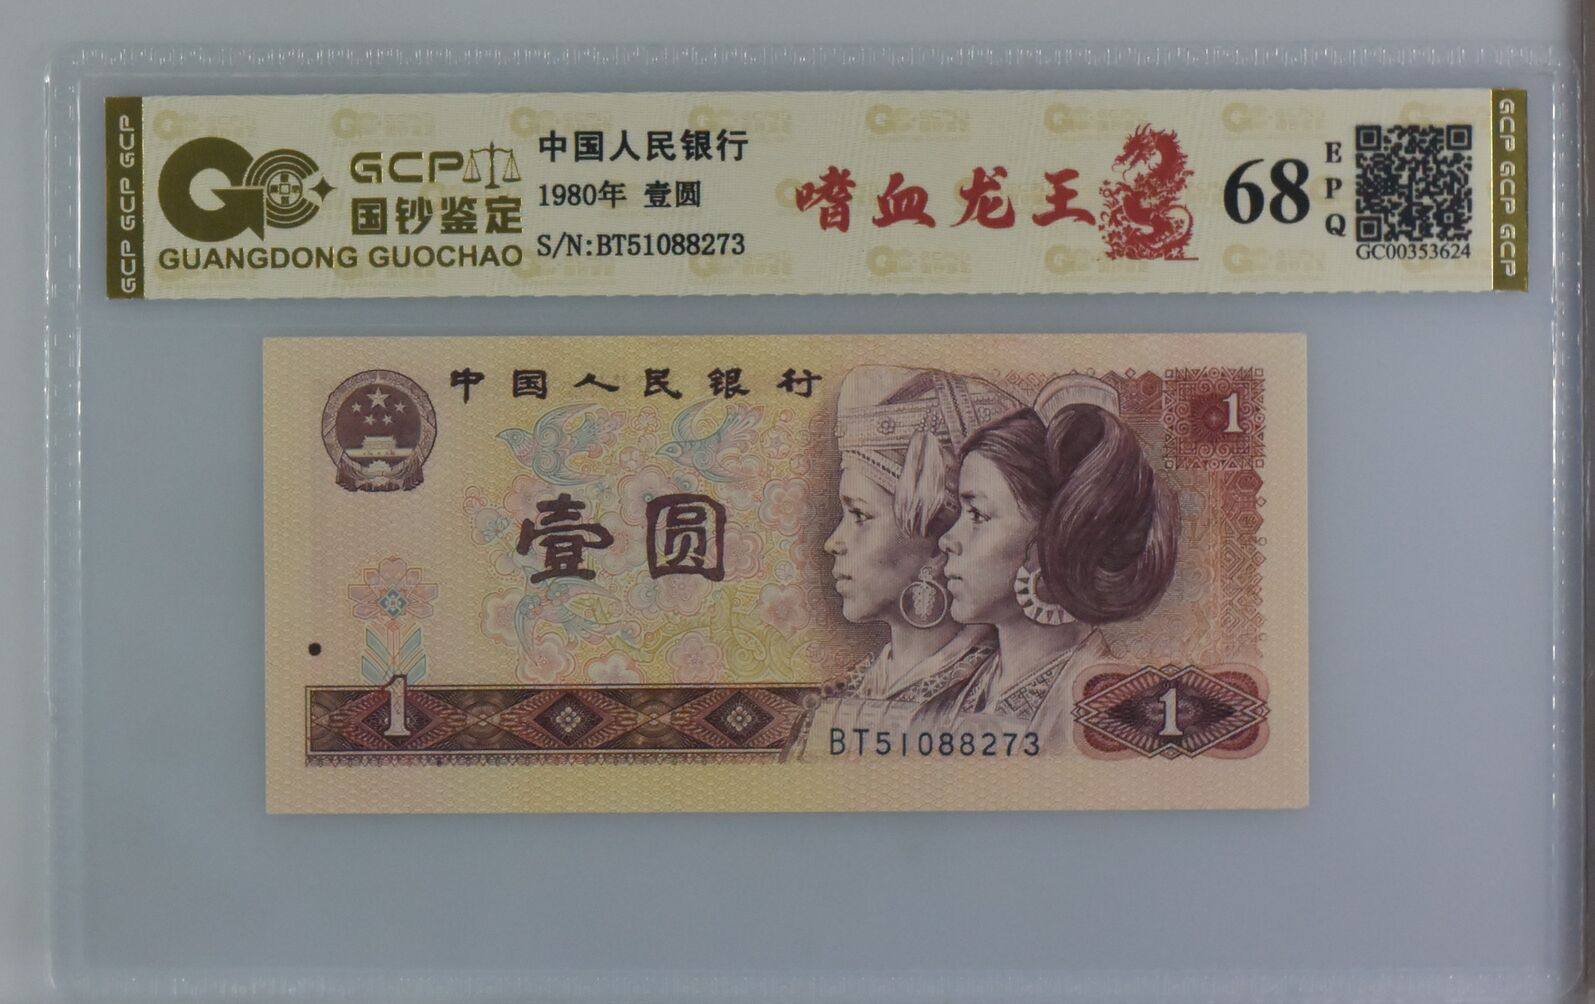 GCP GCP GCP
GCP
国钞鉴定
GUANGDONG GUOCHAO
中国人民银行
1980年 壹圆
S/N:BT51088273
嗜血龙王
68
EPQ
GC00353624
GCP GCP GCP
中国人民银行
1
壹圆
1
BT51088273
1